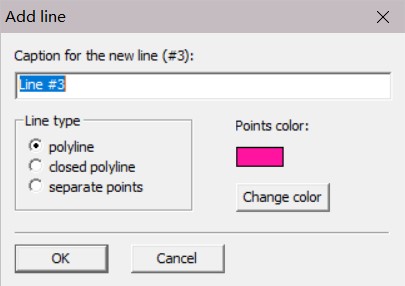 Add line
Caption for the new line (#3):
Line #3
Line type
polyline
closed polyline
separate points
Points color:
Change color
OK
Cancel